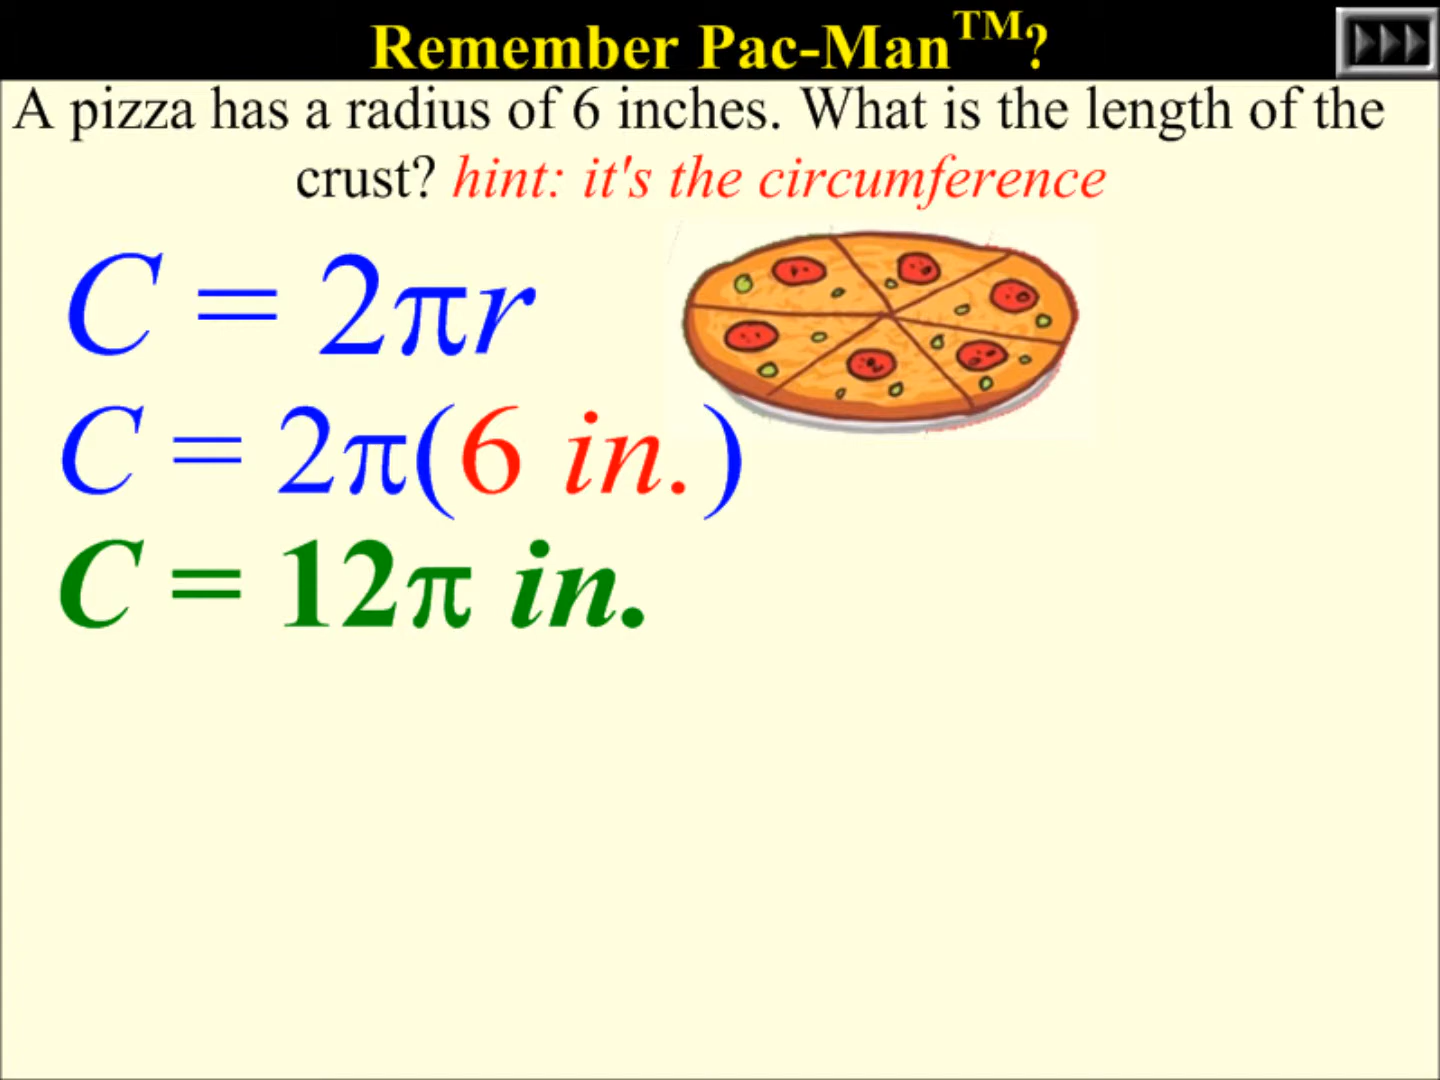 Remember Pac-Man™?
A pizza has a radius of 6 inches. What is the length of the
crust? hint: it's the circumference
C = 2πr
C = 2π(6 in.)
C = 12π in.